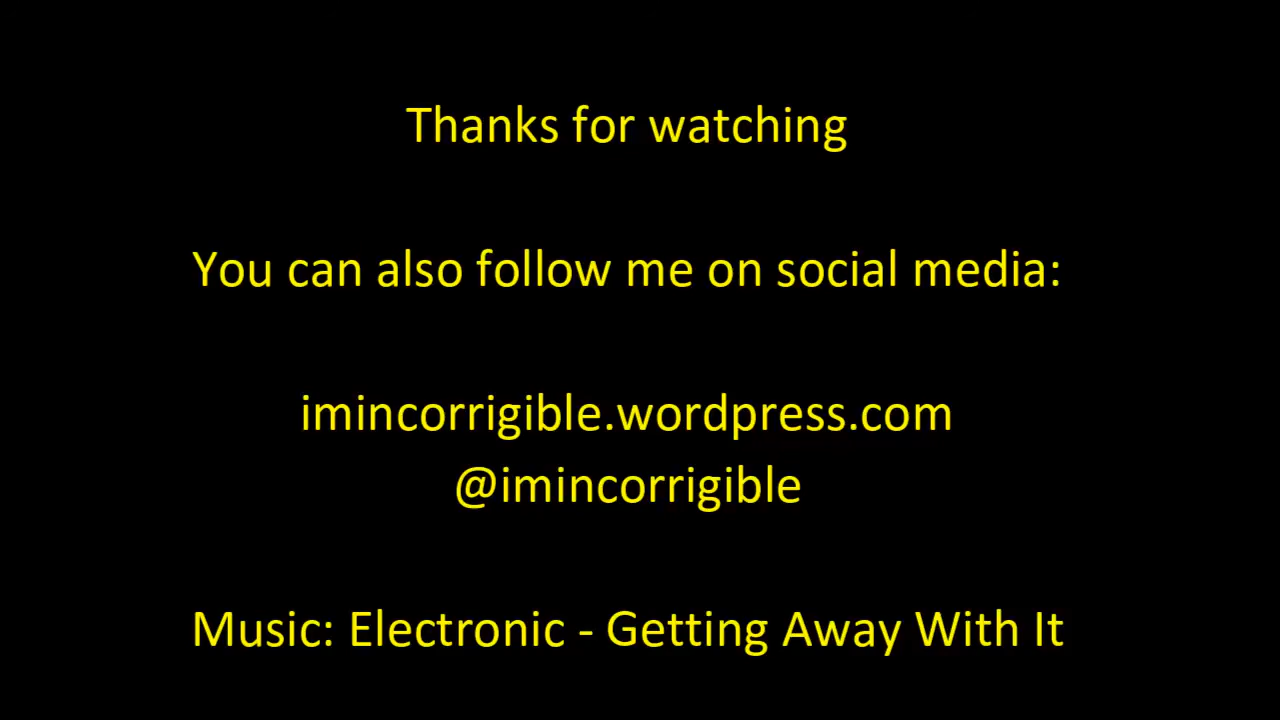 Thanks for watching
You can also follow me on social media:
imincorrigible.wordpress.com
@imincorrigible
Music: Electronic - Getting Away With It